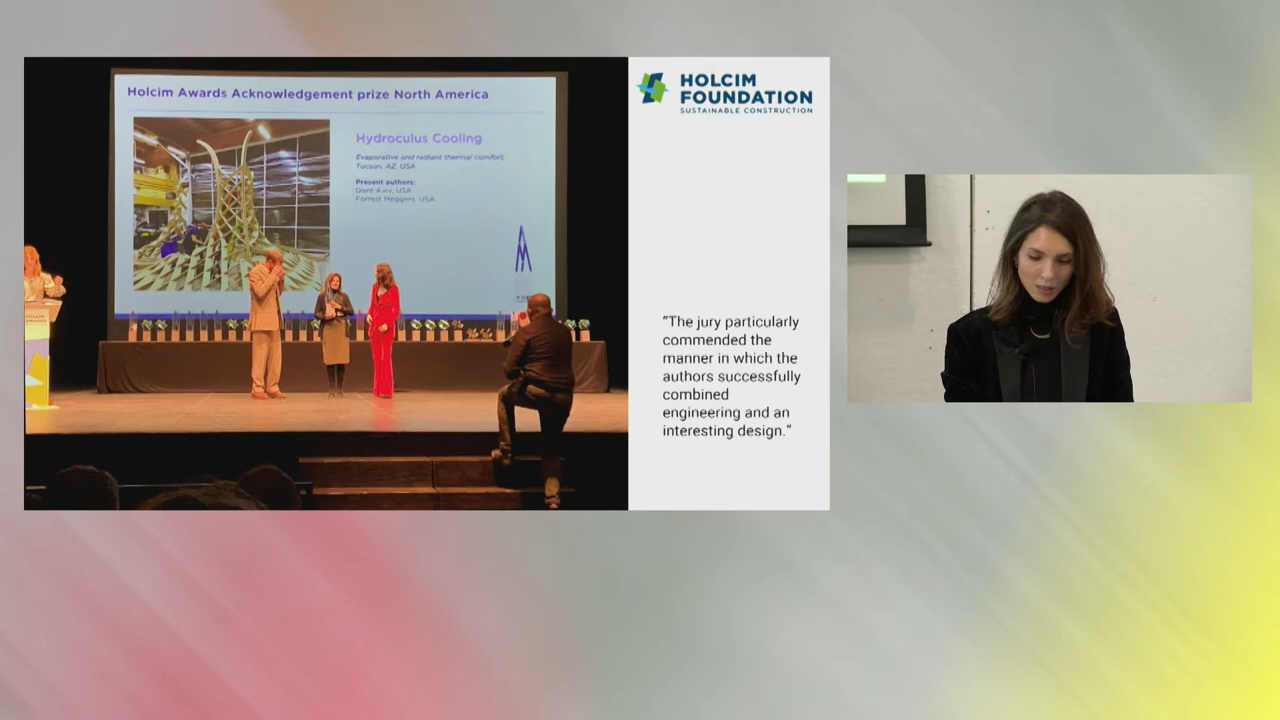 Holcim Awards Acknowledgement prize North America
Hydroculus Cooling
Evaporative and radiant thermal comfort,
Tucson, AZ, USA
Present authors:
Dorit Aviv, USA
Forrest Meggers, USA
HOLCIM
FOUNDATION
SUSTAINABLE CONSTRUCTION
"The jury particularly
commended the
manner in which the
authors successfully
combined
engineering and an
interesting design."